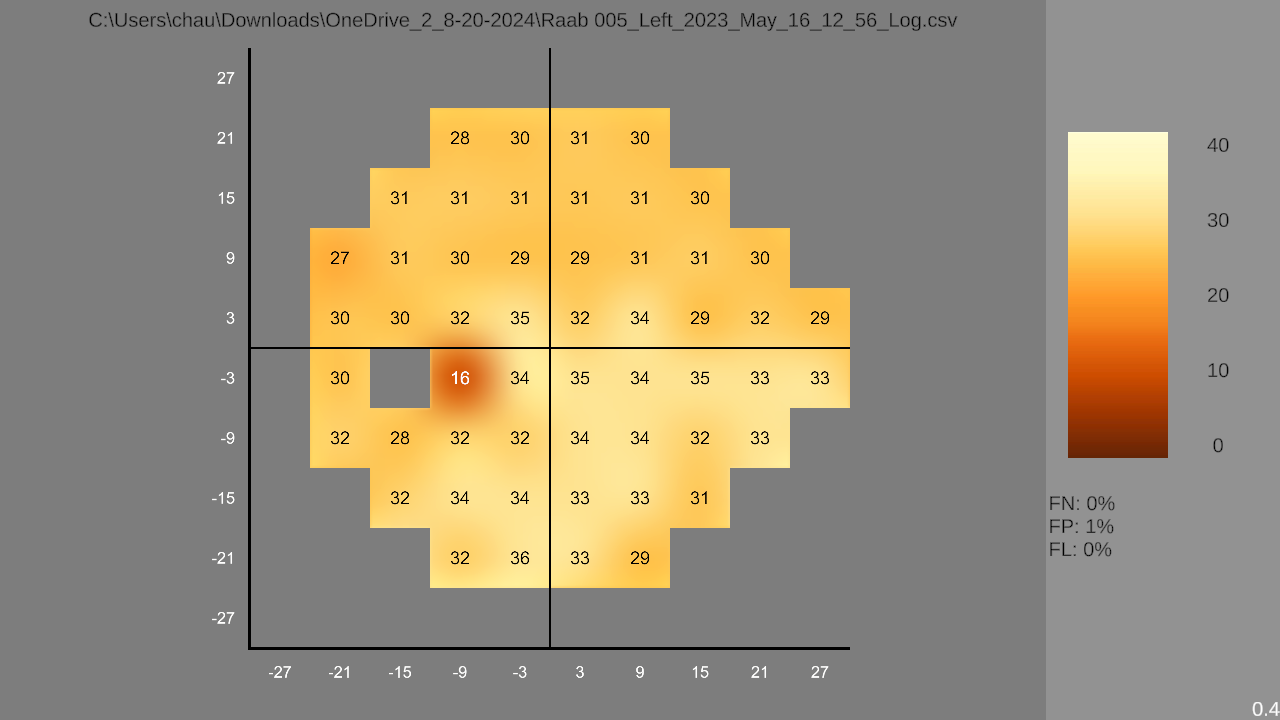 C:\Users\chau\Downloads\OneDrive_2_8-20-2024\Raab 005_Left_2023_May_16_12_56_Log.csv
27
21 28 30 31 30
15 31 31 31 31 31 30
9 27 31 30 29 29 31 31 30
3 30 30 32 35 32 34 29 32 29
-3 30 16 34 35 34 35 33 33
-9 32 28 32 32 34 34 32 33
-15 32 34 34 33 33 31
-21 32 36 33 29
-27
-27 -21 -15 -9 -3 3 9 15 21 27
40
30
20
10
0
FN: 0%
FP: 1%
FL: 0%
0.4